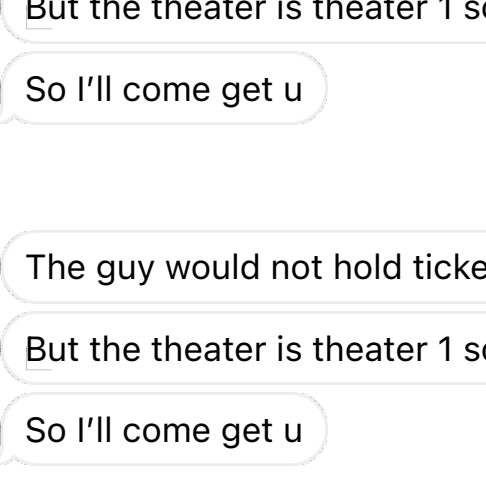 But the theater is theater 1 s
So I’ll come get u
The guy would not hold ticke
But the theater is theater 1 s
So I’ll come get u